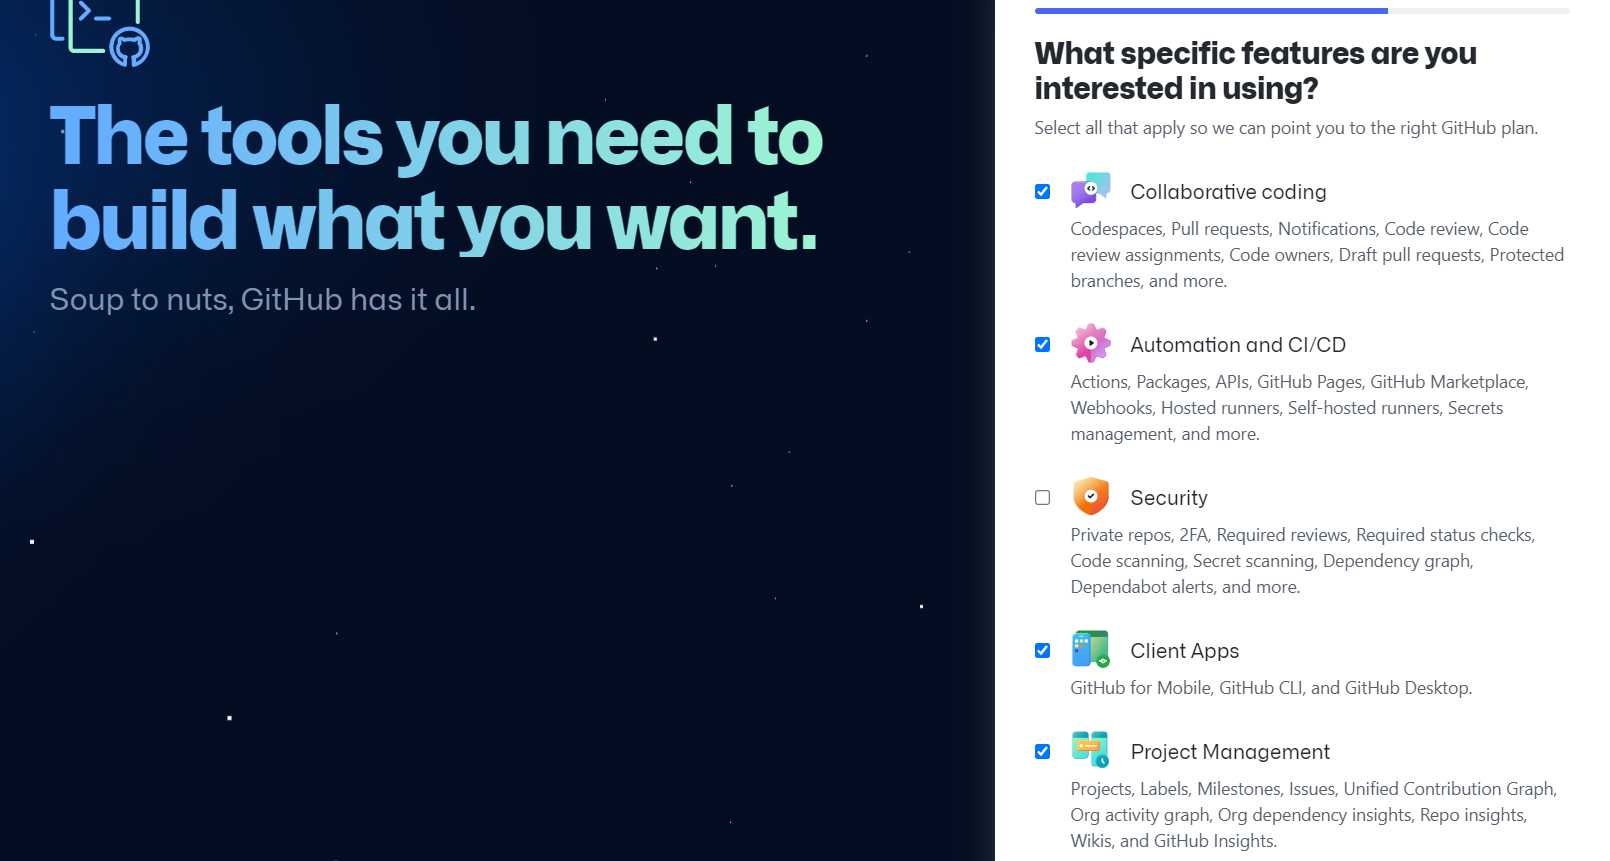 The tools you need to
build what you want.
Soup to nuts, GitHub has it all.
What specific features are you
interested in using?
Select all that apply so we can point you to the right GitHub plan.
Collaborative coding
Codespaces, Pull requests, Notifications, Code review, Code
review assignments, Code owners, Draft pull requests, Protected
branches, and more.
Automation and CI/CD
Actions, Packages, APIs, GitHub Pages, GitHub Marketplace,
Webhooks, Hosted runners, Self-hosted runners, Secrets
management, and more.
Security
Private repos, 2FA, Required reviews, Required status checks,
Code scanning, Secret scanning, Dependency graph,
Dependabot alerts, and more.
Client Apps
GitHub for Mobile, GitHub CLI, and GitHub Desktop.
Project Management
Projects, Labels, Milestones, Issues, Unified Contribution Graph,
Org activity graph, Org dependency insights, Repo insights,
Wikis, and GitHub Insights.